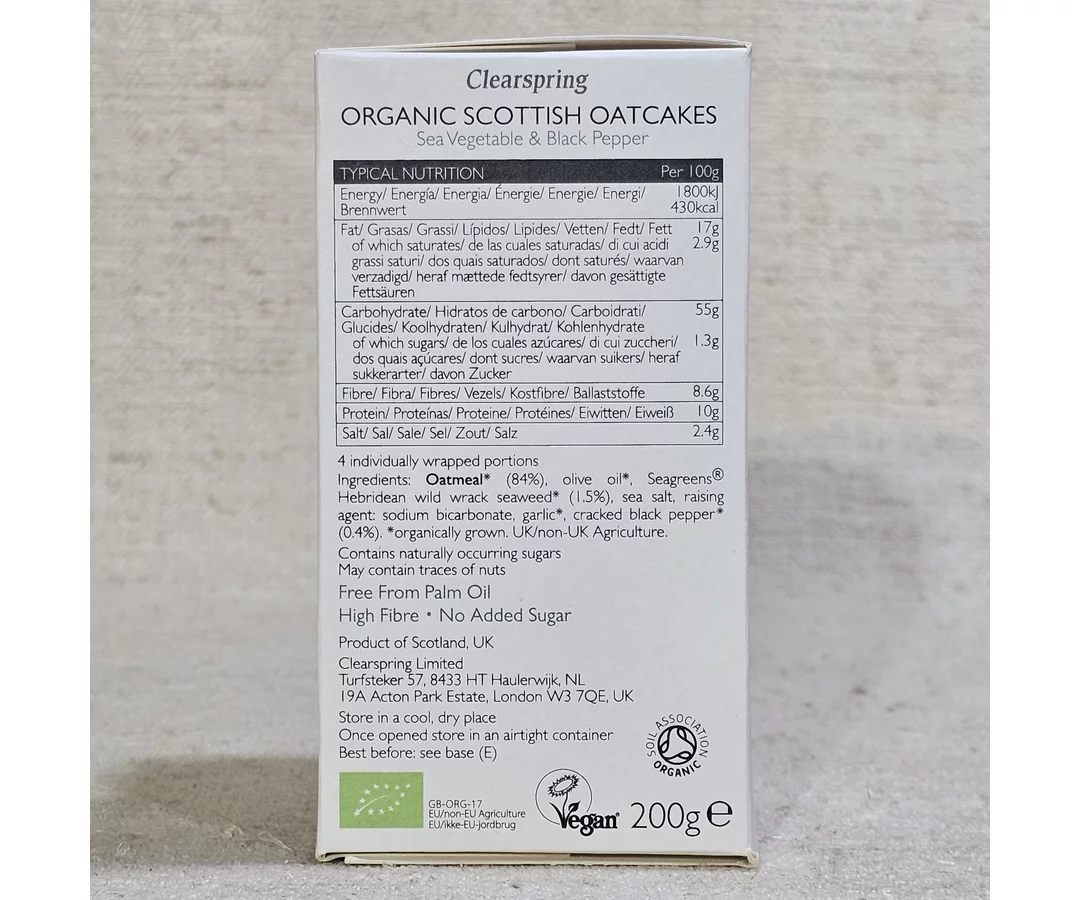 Clearspring
ORGANIC SCOTTISH OATCAKES
Sea Vegetable & Black Pepper
TYPICAL NUTRITION Per 100g
Energy/ Energía/ Energia/ Énergie/ Energie/ Energi/ 1800kJ
Brennwert 430kcal
Fat/ Grasas/ Grassi/ Lípidos/ Lipides/ Vetten/ Fedt/ Fett 17g
of which saturates/ de las cuales saturadas/ di cui acidi 2.9g
grassi saturi/ dos quais saturados/ dont saturés/ waarvan
verzadigd/ heraf mættede fedtsyrer/ davon gesättigte
Fettsäuren
Carbohydrate/ Hidratos de carbono/ Carboidrati/ 55g
Glucides/ Koolhydraten/ Kulhydrat/ Kohlenhydrate
of which sugars/ de los cuales azúcares/ di cui zuccheri/ 1.3g
dos quais açúcares/ dont sucres/ waarvan suikers/ heraf
sukkerarter/ davon Zucker
Fibre/ Fibra/ Fibres/ Vezels/ Kostfibre/ Ballaststoffe 8.6g
Protein/ Proteínas/ Proteine/ Protéines/ Eiwitten/ Eiweiß 10g
Salt/ Sal/ Sale/ Sel/ Zout/ Salz 2.4g
4 individually wrapped portions
Ingredients: Oatmeal* (84%), olive oil*, Seagreens®
Hebridean wild wrack seaweed* (1.5%), sea salt, raising
agent: sodium bicarbonate, garlic*, cracked black pepper*
(0.4%). *organically grown. UK/non-UK Agriculture.
Contains naturally occurring sugars
May contain traces of nuts
Free From Palm Oil
High Fibre • No Added Sugar
Product of Scotland, UK
Clearspring Limited
Turfsteker 57, 8433 HT Haulerwijk, NL
19A Acton Park Estate, London W3 7QE, UK
Store in a cool, dry place
Once opened store in an airtight container
Best before: see base (E)
SOIL ASSOCIATION
ORGANIC
GB-ORG-17
EU/non-EU Agriculture
EU/ikke-EU-jordbrug
Vegan
200g e